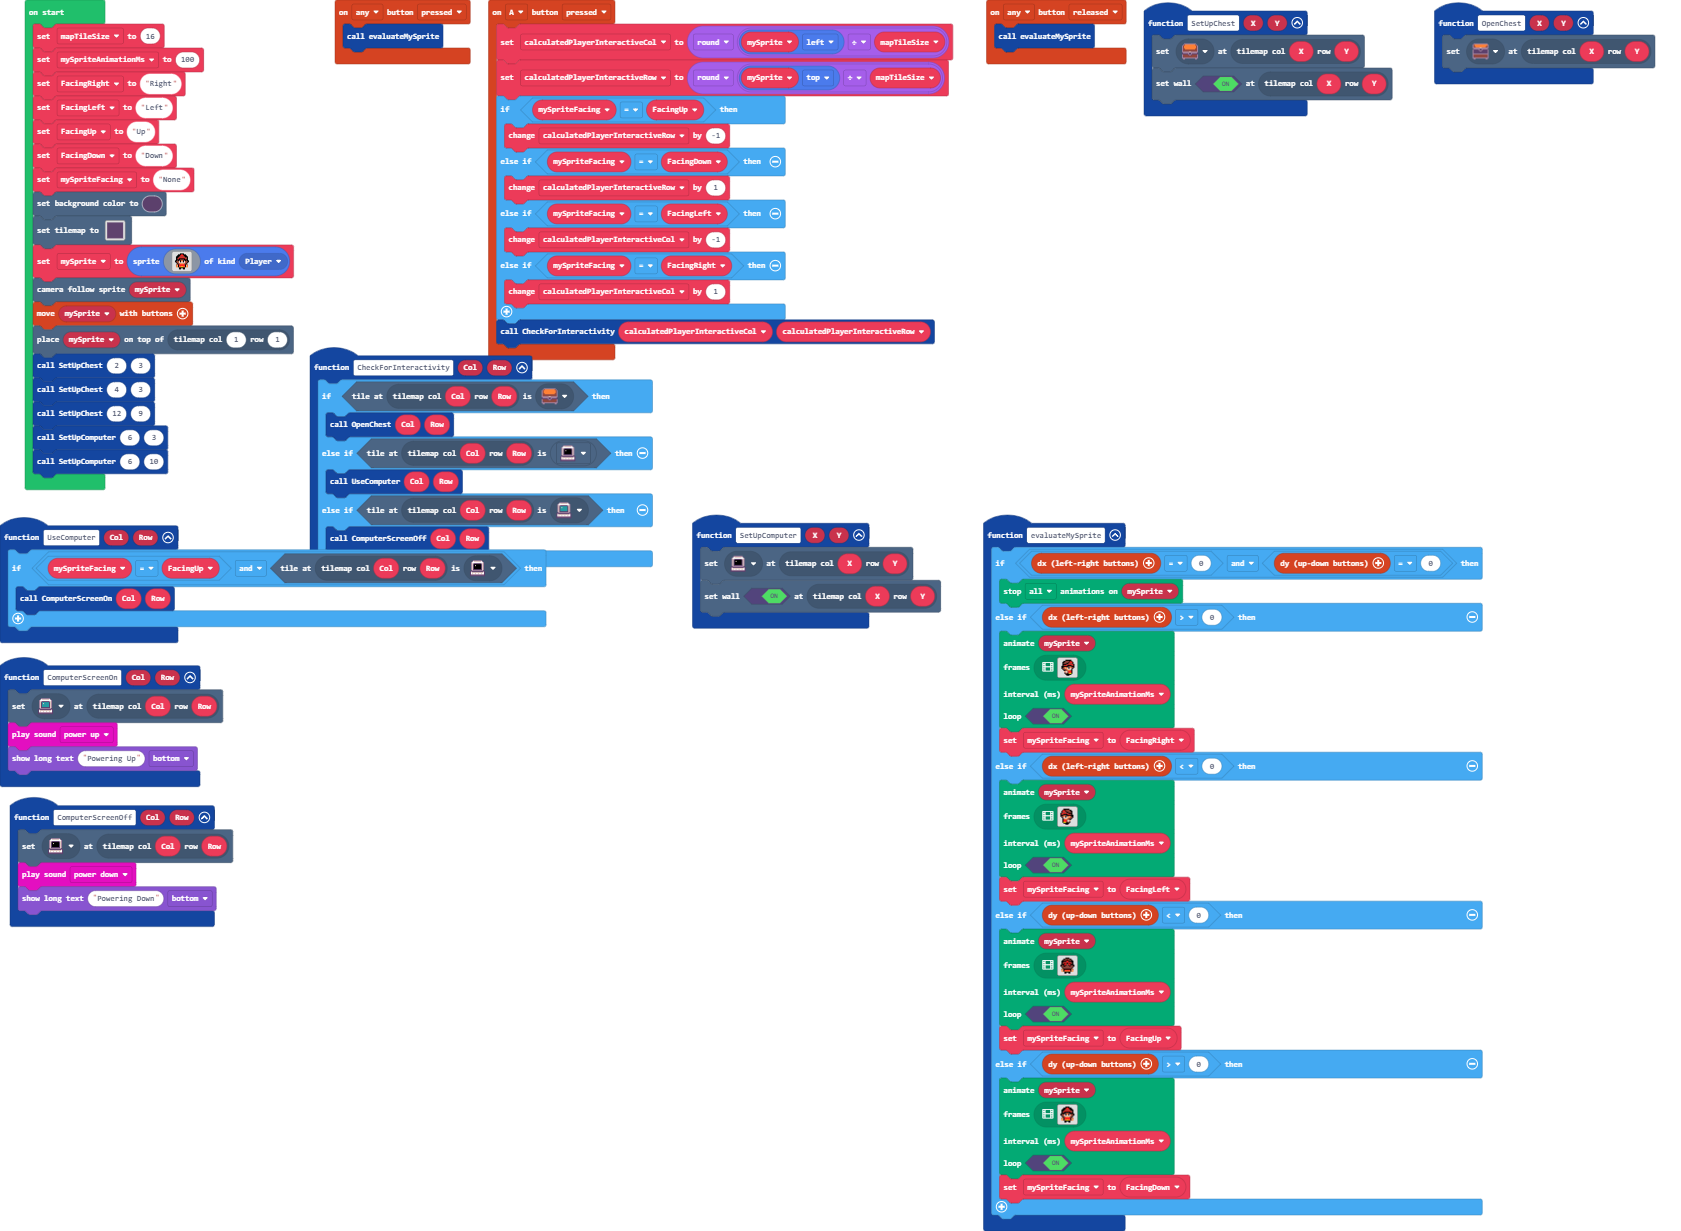 on start
set mapTileSize to 16
set mySpriteAnimationMs to 100
set FacingRight to "Right"
set FacingLeft to "Left"
set FacingUp to "Up"
set FacingDown to "Down"
set mySpriteFacing to "None"
set background color to
set tilemap to
set mySprite to sprite of kind Player
camera follow sprite mySprite
move mySprite with buttons
place mySprite on top of tilemap col 1 row 1
call SetUpChest 2 3
call SetUpChest 4 3
call SetUpChest 12 9
call SetUpComputer 6 3
call SetUpComputer 6 10
on any button pressed
call evaluateMySprite
on A button pressed
set calculatedPlayerInteractiveCol to round mySprite left ÷ mapTileSize
set calculatedPlayerInteractiveRow to round mySprite top ÷ mapTileSize
if mySpriteFacing = FacingUp then
change calculatedPlayerInteractiveRow by -1
else if mySpriteFacing = FacingDown then
change calculatedPlayerInteractiveRow by 1
else if mySpriteFacing = FacingLeft then
change calculatedPlayerInteractiveCol by -1
else if mySpriteFacing = FacingRight then
change calculatedPlayerInteractiveCol by 1
call CheckForInteractivity calculatedPlayerInteractiveCol calculatedPlayerInteractiveRow
on any button released
call evaluateMySprite
function SetUpChest X Y
set at tilemap col X row Y
set wall ON at tilemap col X row Y
function OpenChest X Y
set at tilemap col X row Y
function CheckForInteractivity Col Row
if tile at tilemap col Col row Row is then
call OpenChest Col Row
else if tile at tilemap col Col row Row is then
call UseComputer Col Row
else if tile at tilemap col Col row Row is then
call ComputerScreenOff Col Row
function UseComputer Col Row
if mySpriteFacing = FacingUp and tile at tilemap col Col row Row is then
call ComputerScreenOn Col Row
function SetUpComputer X Y
set at tilemap col X row Y
set wall ON at tilemap col X row Y
function ComputerScreenOn Col Row
set at tilemap col Col row Row
play sound power up
show long text "Powering Up" bottom
function ComputerScreenOff Col Row
set at tilemap col Col row Row
play sound power down
show long text "Powering Down" bottom
function evaluateMySprite
if dx (left-right buttons) = 0 and dy (up-down buttons) = 0 then
stop all animations on mySprite
else if dx (left-right buttons) > 0 then
animate mySprite
frames
interval (ms) mySpriteAnimationMs
loop ON
set mySpriteFacing to FacingRight
else if dx (left-right buttons) < 0 then
animate mySprite
frames
interval (ms) mySpriteAnimationMs
loop ON
set mySpriteFacing to FacingLeft
else if dy (up-down buttons) < 0 then
animate mySprite
frames
interval (ms) mySpriteAnimationMs
loop ON
set mySpriteFacing to FacingUp
else if dy (up-down buttons) > 0 then
animate mySprite
frames
interval (ms) mySpriteAnimationMs
loop ON
set mySpriteFacing to FacingDown